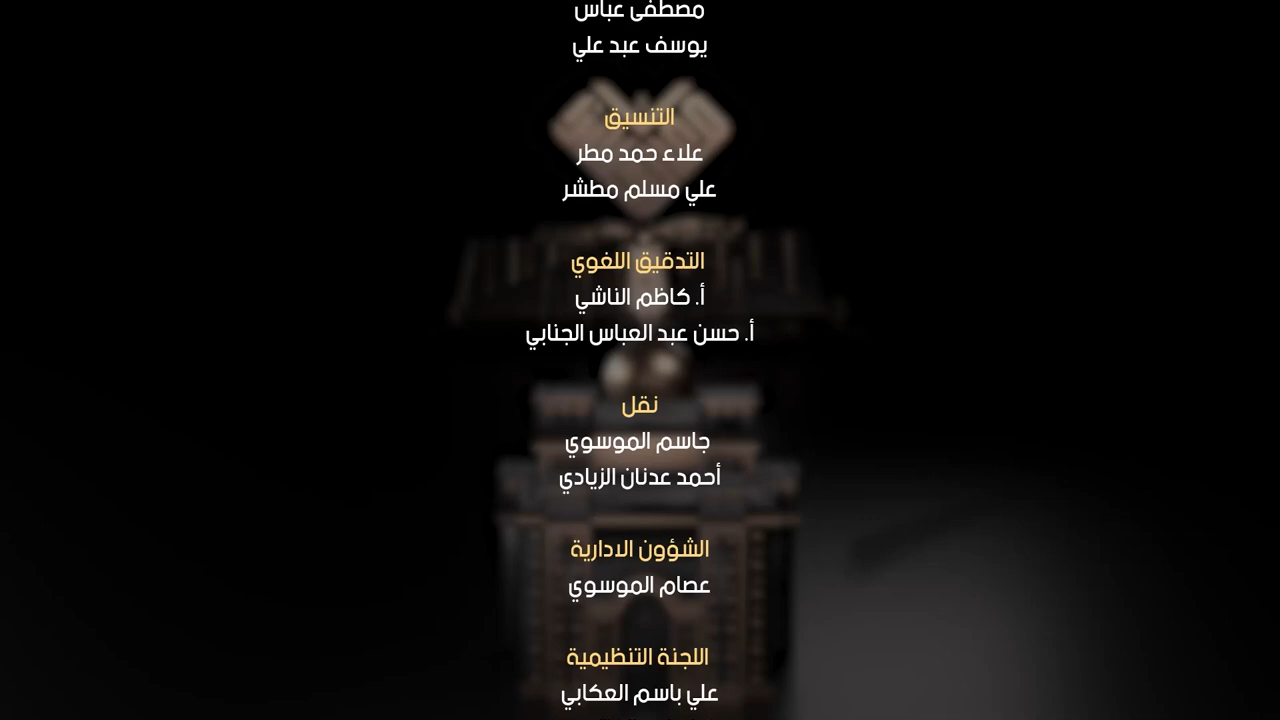 مصطفى عباس
يوسف عبد علي
التنسيق
علاء حمد مطر
علي مسلم مطشر
التدقيق اللغوي
أ. كاظم الناشي
أ. حسن عبد العباس الجنابي
نقل
جاسم الموسوي
أحمد عدنان الزيادي
الشؤون الادارية
عصام الموسوي
اللجنة التنظيمية
علي باسم العكابي